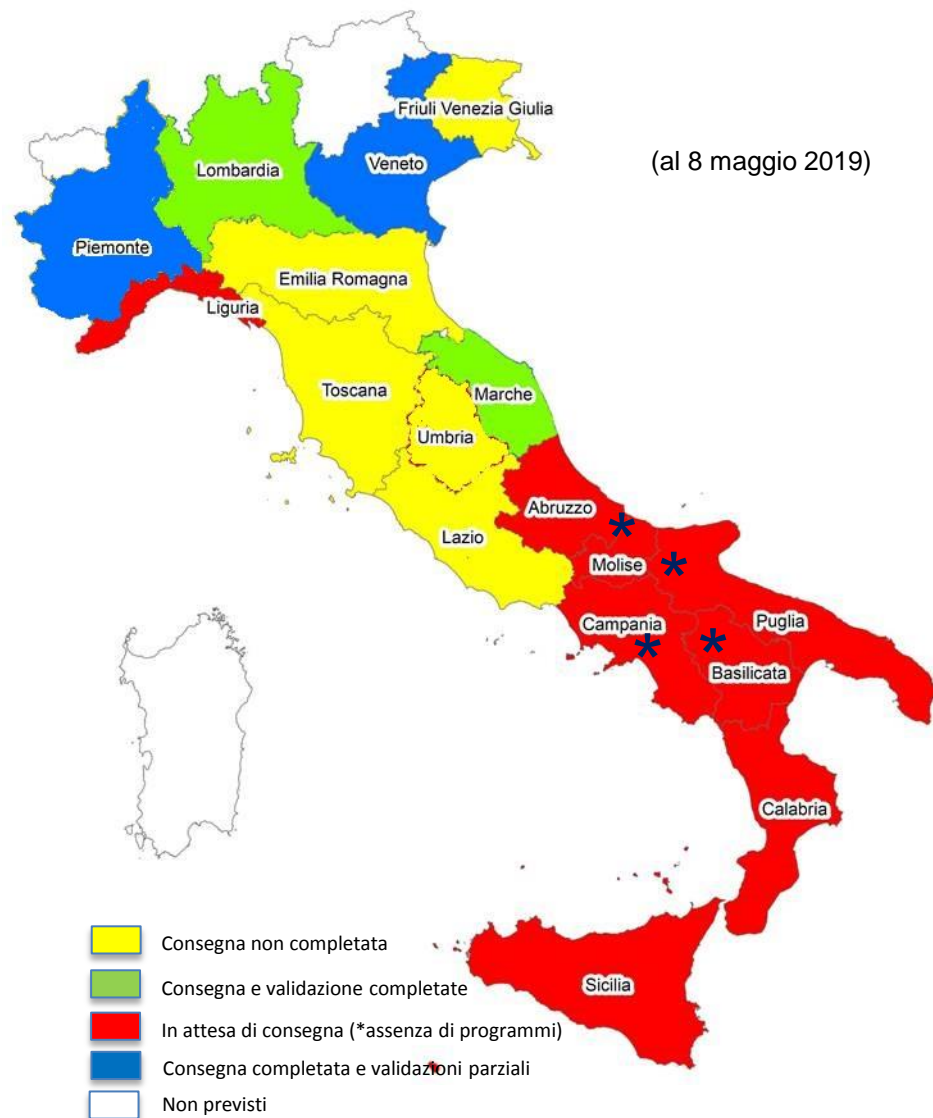 Friuli Venezia Giulia
Veneto
Lombardia
(al 8 maggio 2019)
Piemonte
Emilia Romagna
Liguria
Toscana
Marche
Umbria
Abruzzo
*
Lazio
Molise
*
Campania
*
Puglia
*
Basilicata
Calabria
Sicilia
Consegna non completata
Consegna e validazione completate
In attesa di consegna (*assenza di programmi)
Consegna completata e validazioni parziali
Non previsti